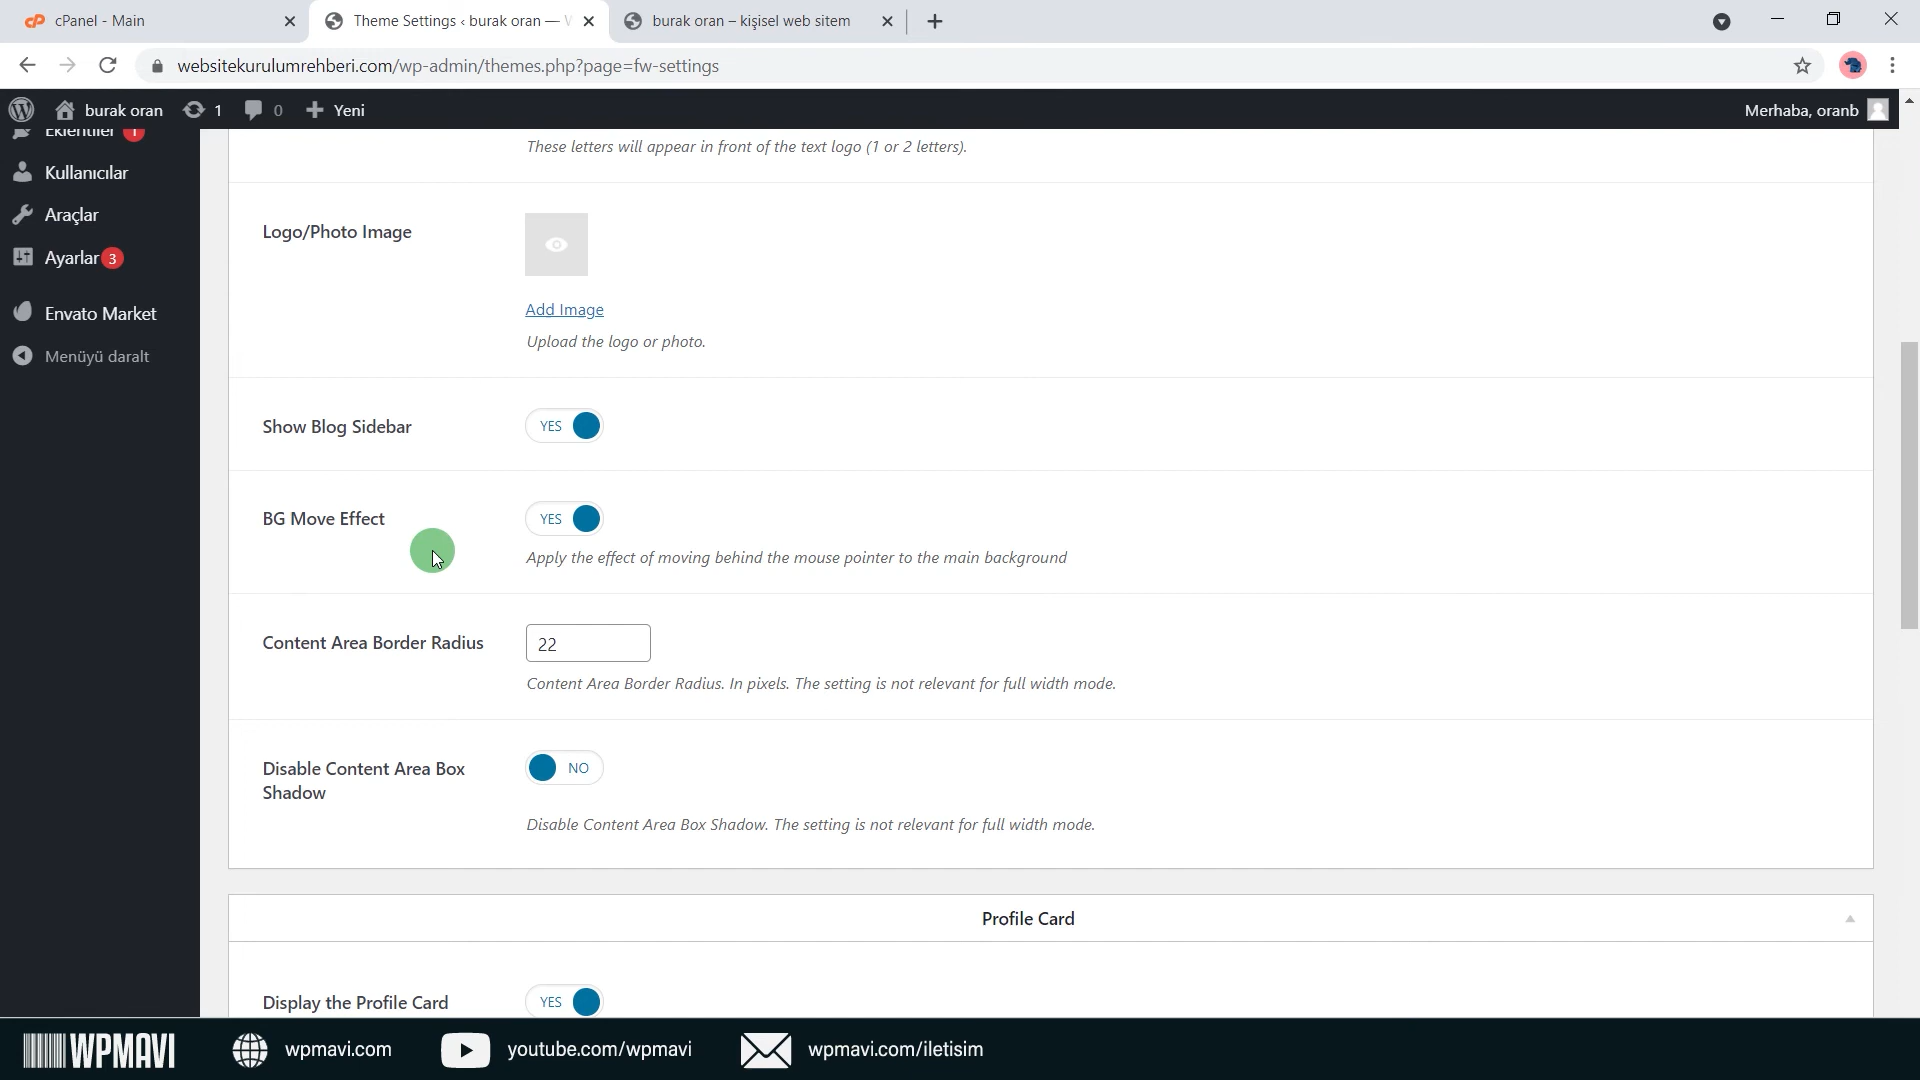 cPanel - Main
Theme Settings ‹ burak oran — W
burak oran – kişisel web sitem
websitekurulumrehberi.com/wp-admin/themes.php?page=fw-settings
burak oran
1
0
Yeni
Merhaba, oranb
Eklentiler 1
Kullanıcılar
Araçlar
Ayarlar 3
Envato Market
Menüyü daralt
These letters will appear in front of the text logo (1 or 2 letters).
Logo/Photo Image
Add Image
Upload the logo or photo.
Show Blog Sidebar
YES
BG Move Effect
YES
Apply the effect of moving behind the mouse pointer to the main background
Content Area Border Radius
22
Content Area Border Radius. In pixels. The setting is not relevant for full width mode.
Disable Content Area Box
Shadow
NO
Disable Content Area Box Shadow. The setting is not relevant for full width mode.
Profile Card
Display the Profile Card
YES
WPMAVI
wpmavi.com
youtube.com/wpmavi
wpmavi.com/iletisim